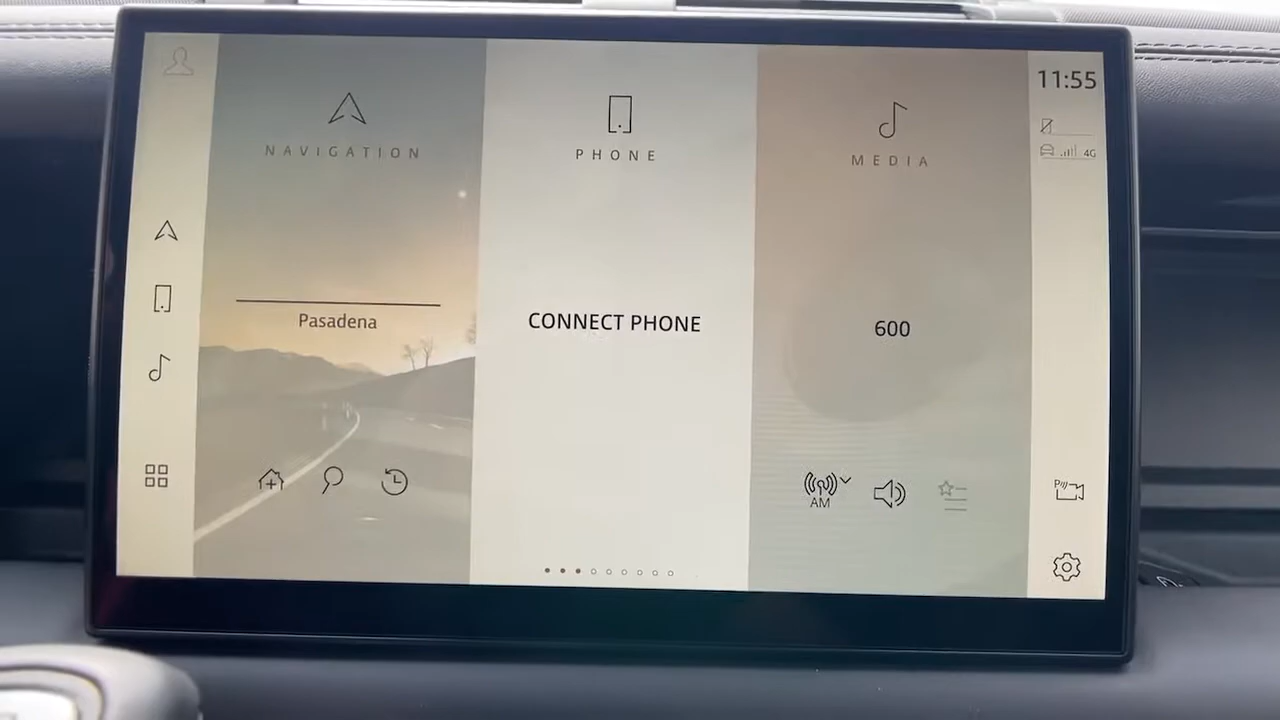 11:55
NAVIGATION
PHONE
MEDIA
4G
Pasadena
CONNECT PHONE
600
AM
P